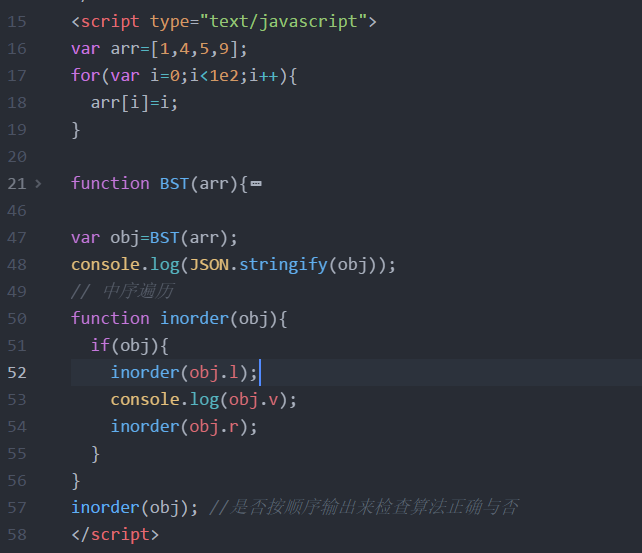 15 <script type="text/javascript">
16 var arr=[1,4,5,9];
17 for(var i=0;i<1e2;i++){
18   arr[i]=i;
19 }
20
21 function BST(arr){
46
47 var obj=BST(arr);
48 console.log(JSON.stringify(obj));
49 // 中序遍历
50 function inorder(obj){
51   if(obj){
52     inorder(obj.l);
53     console.log(obj.v);
54     inorder(obj.r);
55   }
56 }
57 inorder(obj); //是否按顺序输出来检查算法正确与否
58 </script>